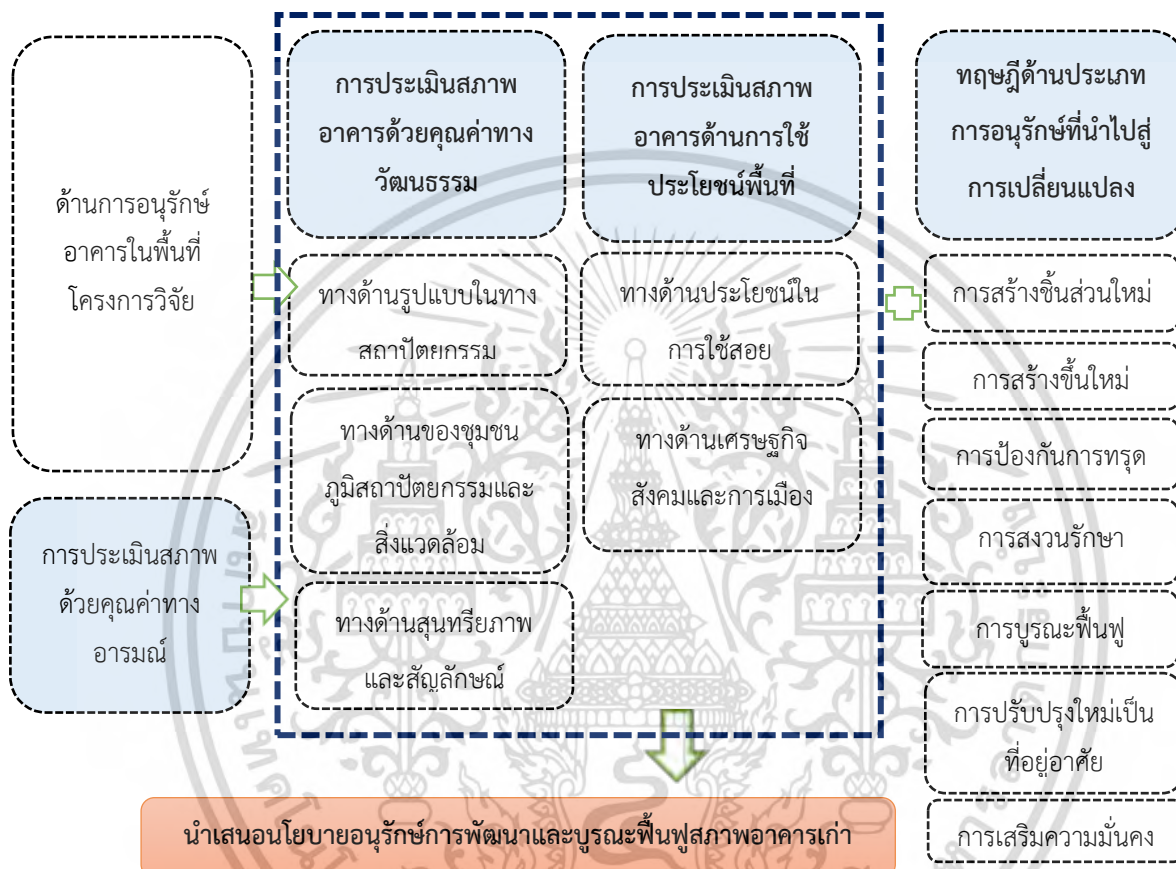 ด้านการอนุรักษ์
อาคารในพื้นที่
โครงการวิจัย
การประเมินสภาพ
ด้วยคุณค่าทาง
อารมณ์
การประเมินสภาพ
อาคารด้วยคุณค่าทาง
วัฒนธรรม
ทางด้านรูปแบบในทาง
สถาปัตยกรรม
ทางด้านของชุมชน
ภูมิสถาปัตยกรรมและ
สิ่งแวดล้อม
ทางด้านสุนทรียภาพ
และสัญลักษณ์
การประเมินสภาพ
อาคารด้านการใช้
ประโยชน์พื้นที่
ทางด้านประโยชน์ใน
การใช้สอย
ทางด้านเศรษฐกิจ
สังคมและการเมือง
ทฤษฎีด้านประเภท
การอนุรักษ์ที่นำไปสู่
การเปลี่ยนแปลง
การสร้างชิ้นส่วนใหม่
การสร้างขึ้นใหม่
การป้องกันการทรุด
การสงวนรักษา
การบูรณะฟื้นฟู
การปรับปรุงใหม่เป็น
ที่อยู่อาศัย
การเสริมความมั่นคง
นำเสนอนโยบายอนุรักษ์การพัฒนาและบูรณะฟื้นฟูสภาพอาคารเก่า